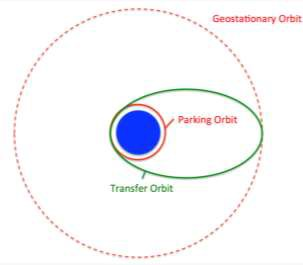 Geostationary Orbit
Parking Orbit
Transfer Orbit